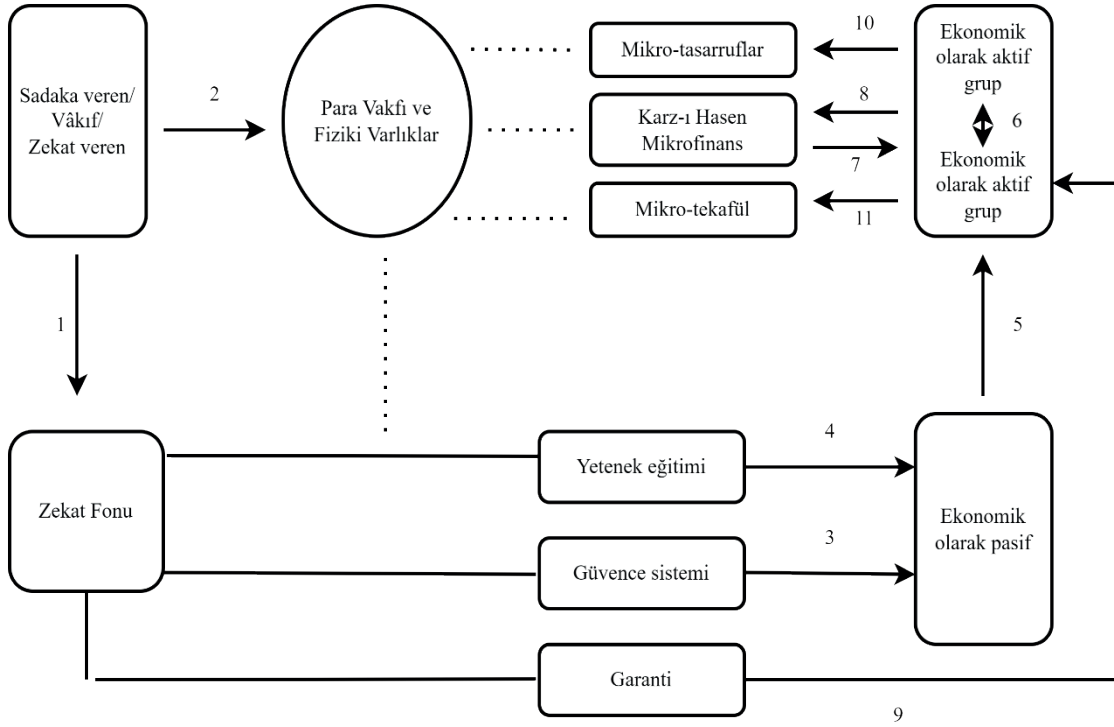 Sadaka veren/
Vâkıf/
Zekat veren
2
Para Vakfı ve
Fiziki Varlıklar
Mikro-tasarruflar
10
Karz-ı Hasen
Mikrofinans
8
7
Mikro-tekafül
11
Ekonomik
olarak aktif
grup
6
Ekonomik
olarak aktif
grup
1
5
Zekat Fonu
Yetenek eğitimi
4
Güvence sistemi
3
Ekonomik
olarak pasif
Garanti
9